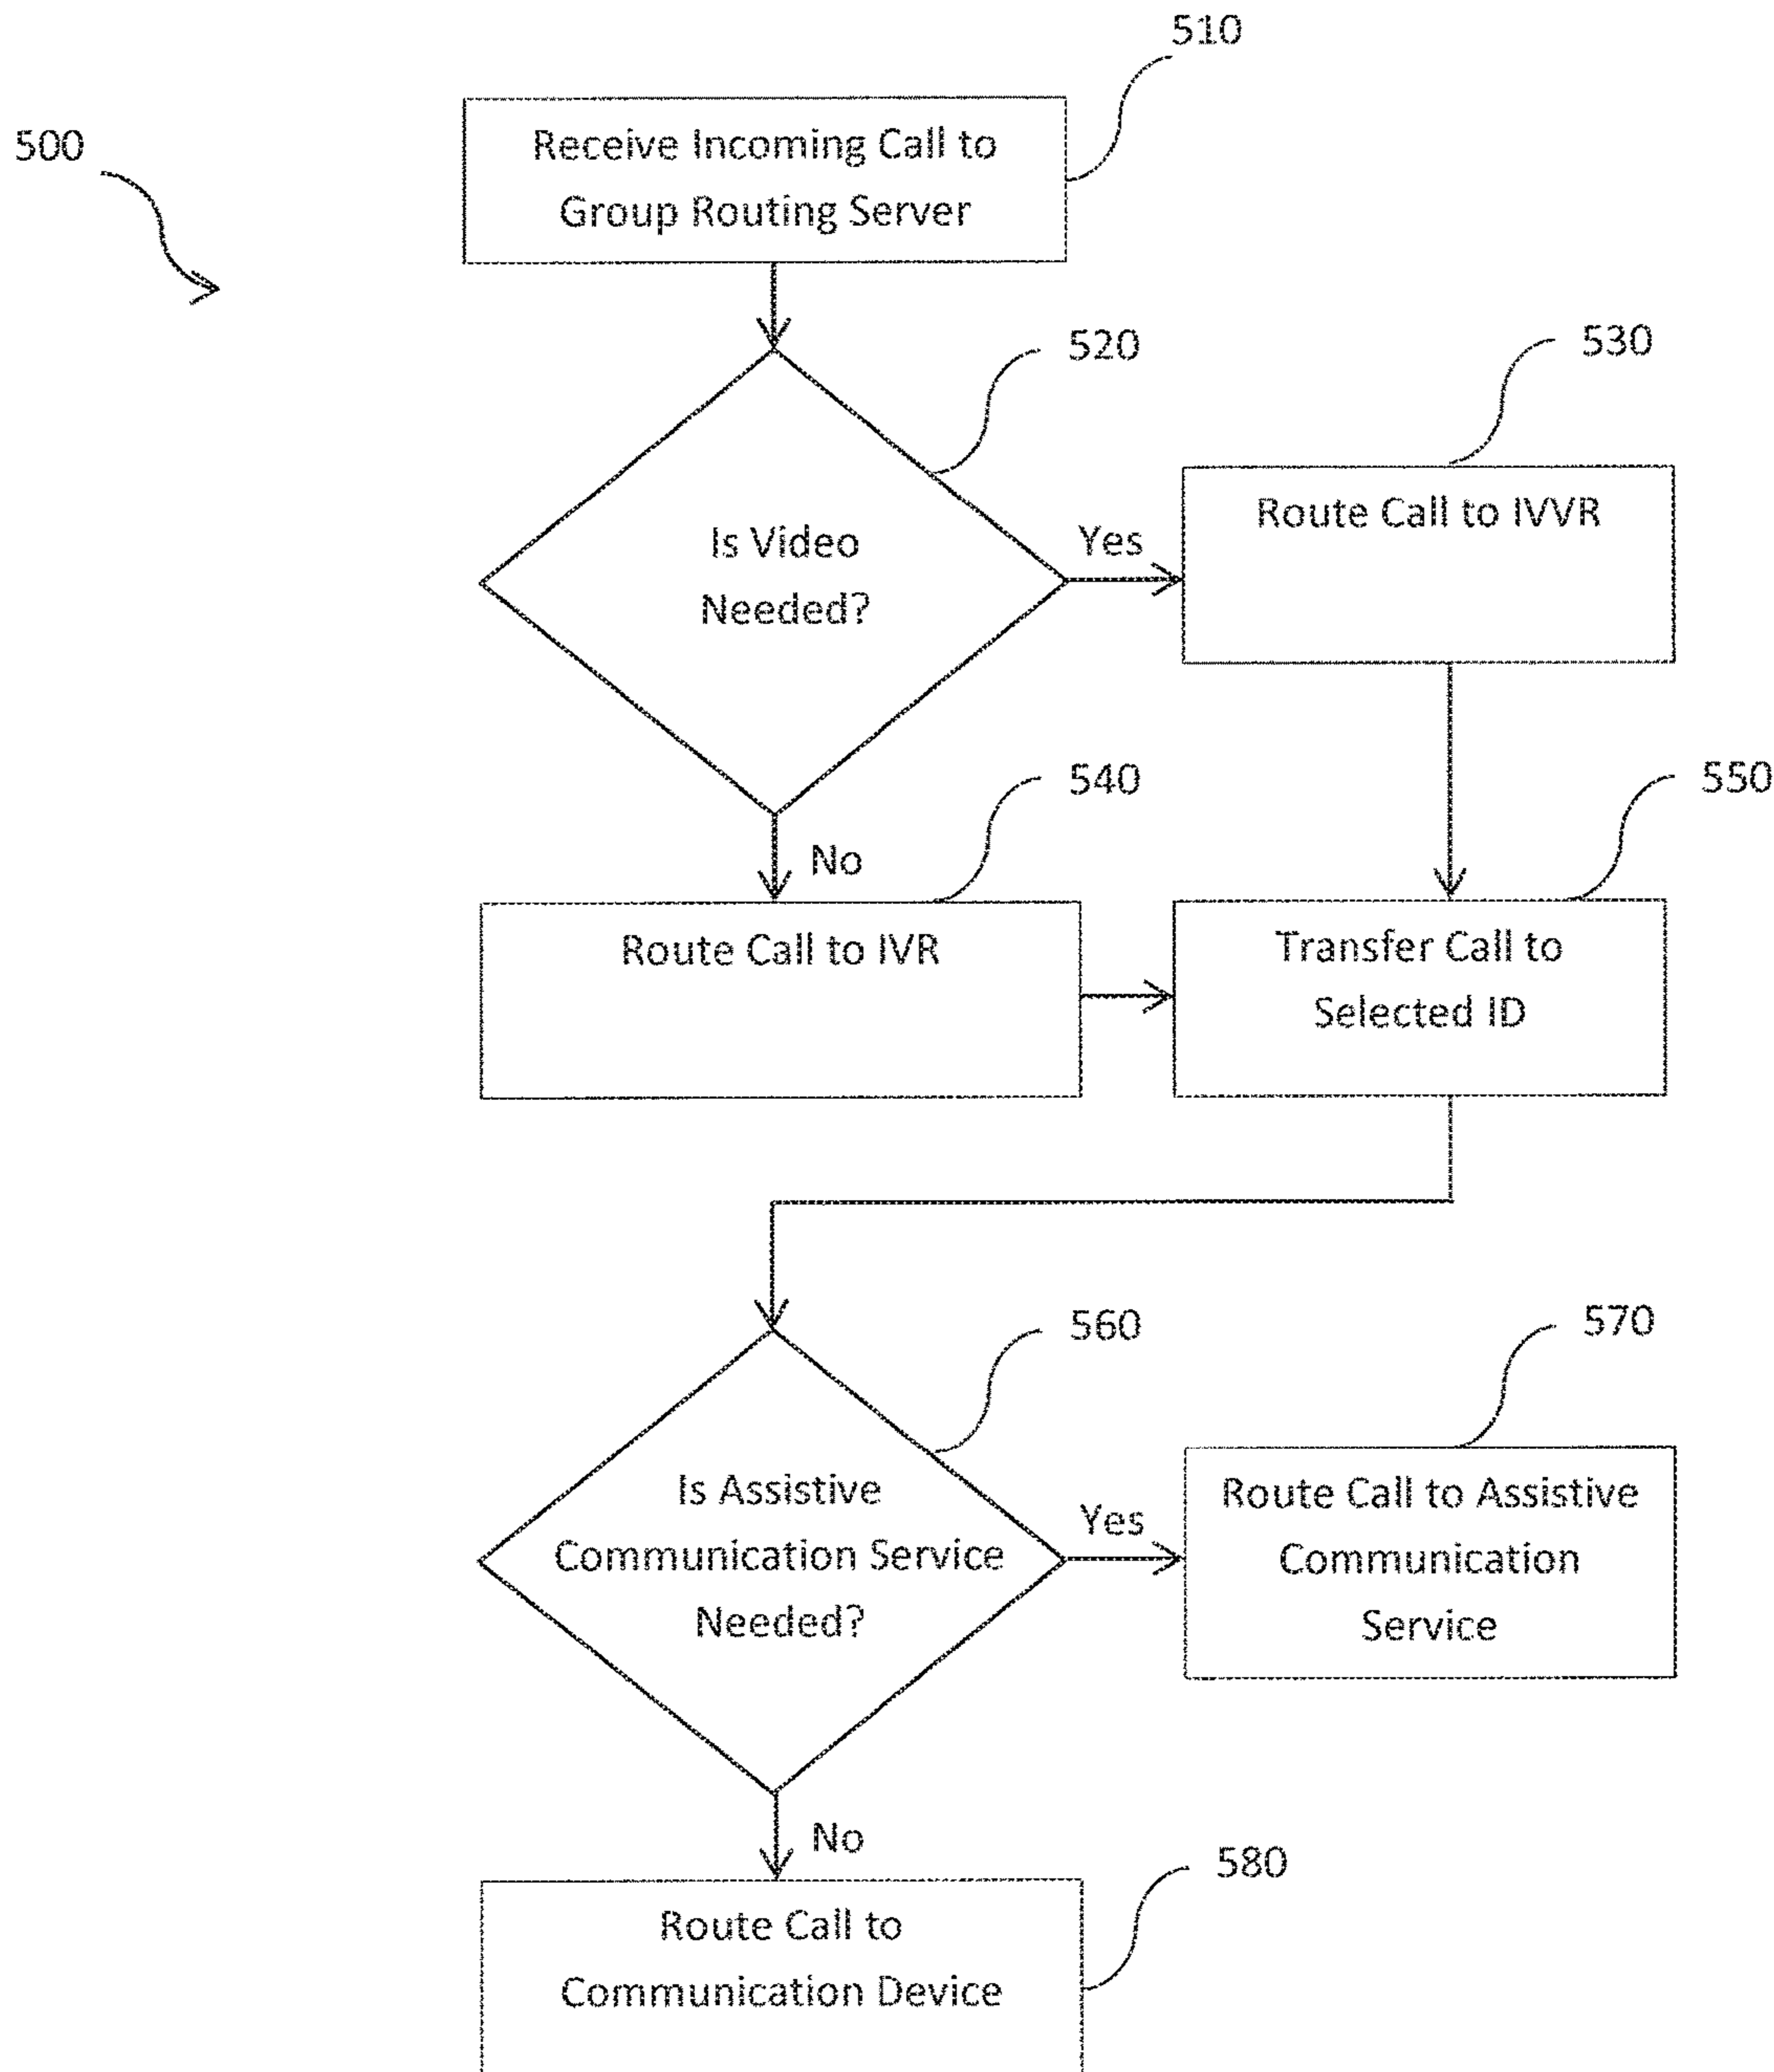 510
500
Receive Incoming Call to
Group Routing Server
520
530
Is Video
Needed?
Yes
Route Call to IVVR
540
550
No
Route Call to IVR
Transfer Call to
Selected ID
560
570
Is Assistive
Communication Service
Needed?
Yes
Route Call to Assistive
Communication
Service
No
580
Route Call to
Communication Device